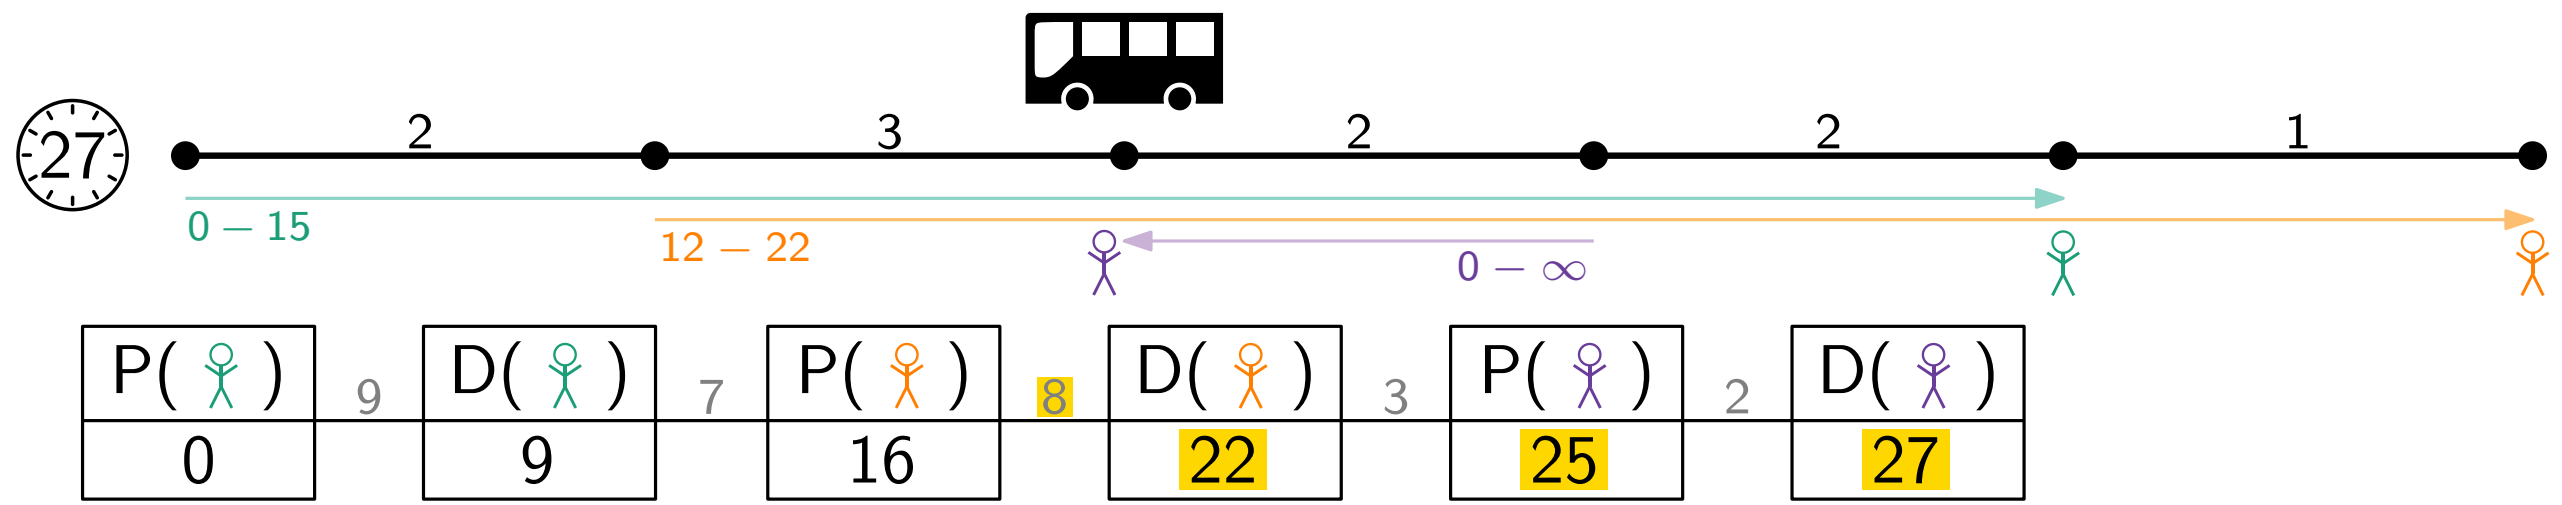 2 3 2 2 1
27
0 – 15
12 – 22
0 – ∞
P( ) 9 D( ) 7 P( ) 8 D( ) 3 P( ) 2 D( )
0 9 16 22 25 27